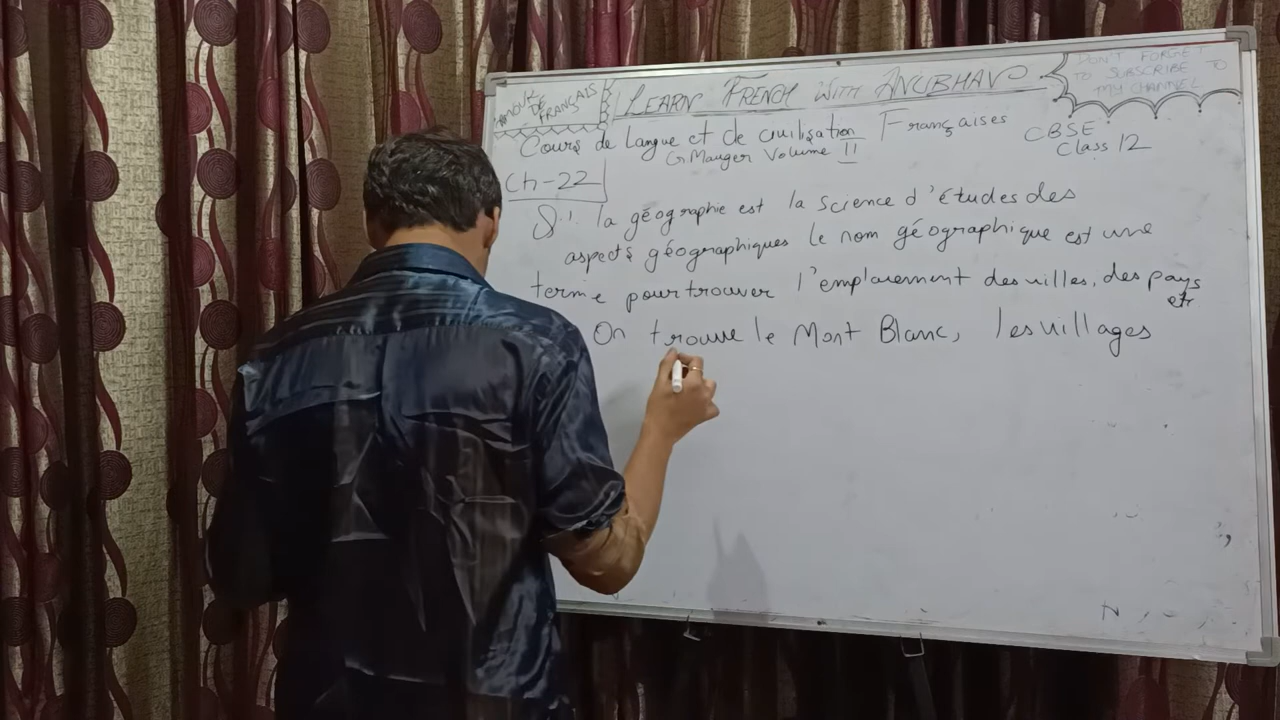 DE
FRANÇAIS
LEARN FRENCH WITH ANUBHAV
DON'T FORGET
TO SUBSCRIBE TO
MY CHANNEL
Cours de Langue et de civilisation Françaises
G. Mauger Volume II
CBSE
Class 12
Ch-22
la géographie est la science d'études des
aspects géographiques le nom géographique est une
terme pour trouver l'emplacement des villes, des pays
etc
On trouve le Mont Blanc, les villages